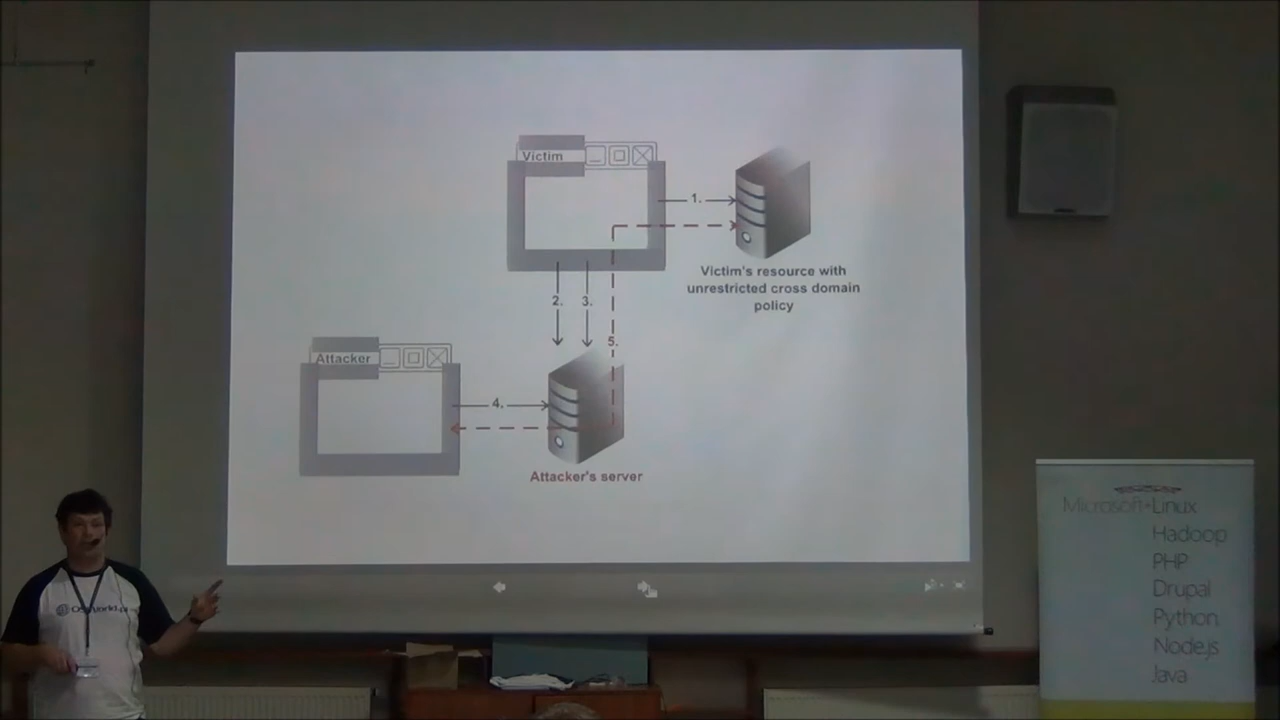 Victim
1.
Victim's resource with
unrestricted cross domain
policy
2.
3.
5.
Attacker
4.
Attacker's server
Microsoft+Linux
Hadoop
PHP
Drupal
Python
Node.js
Java